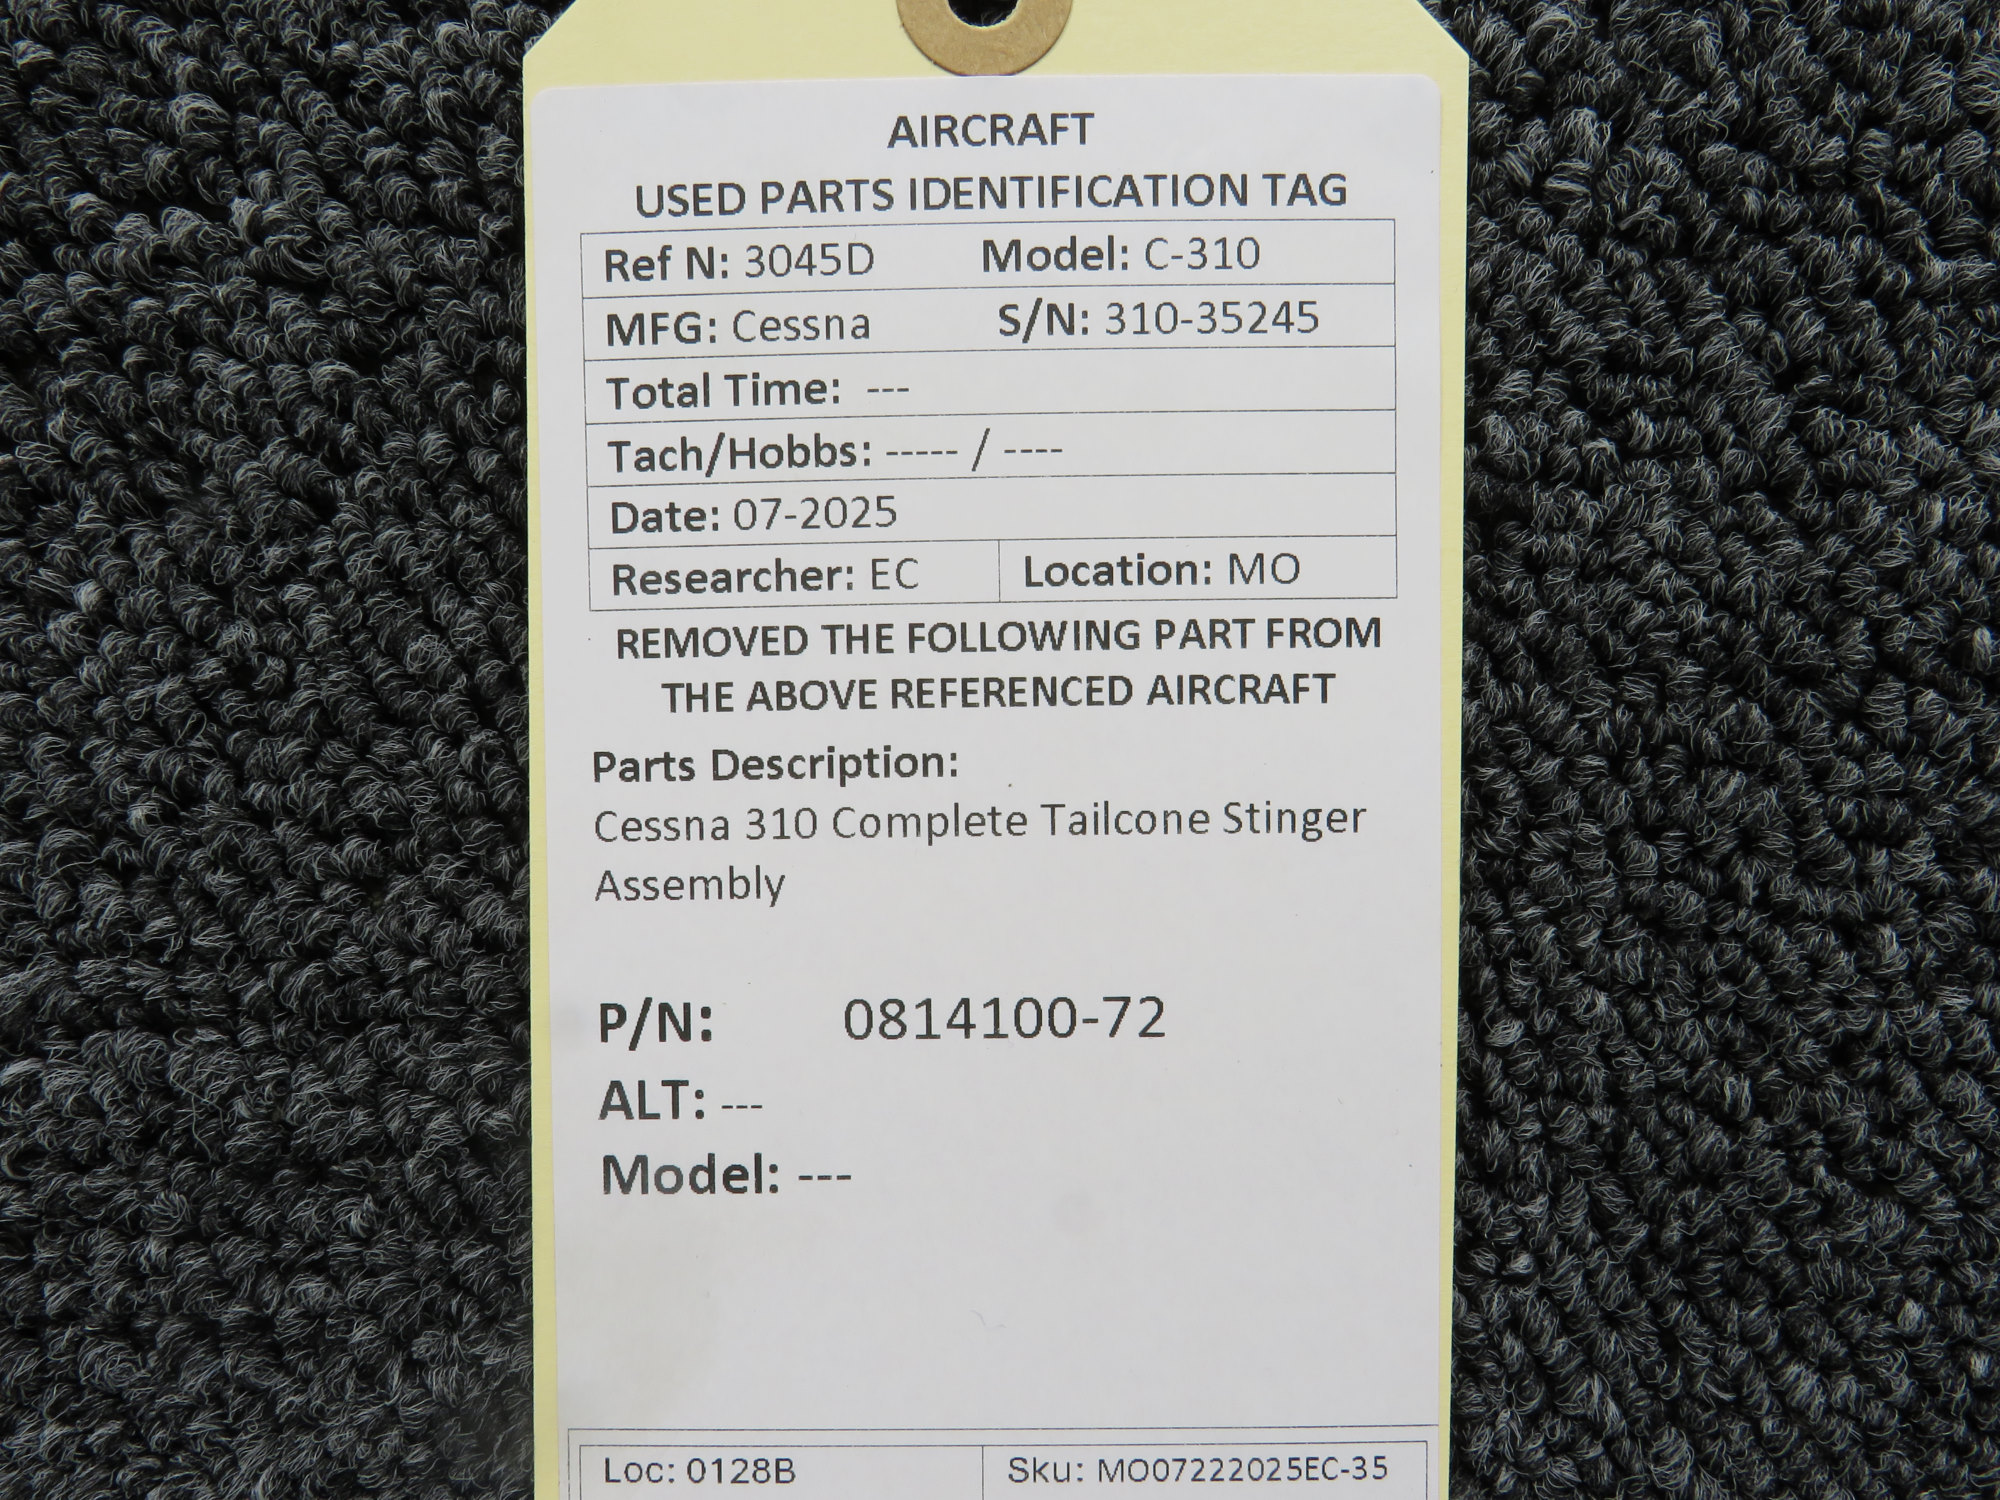 AIRCRAFT
USED PARTS IDENTIFICATION TAG
Ref N: 3045D Model: C-310
MFG: Cessna S/N: 310-35245
Total Time: ---
Tach/Hobbs: ----- / ----
Date: 07-2025
Researcher: EC Location: MO
REMOVED THE FOLLOWING PART FROM
THE ABOVE REFERENCED AIRCRAFT
Parts Description:
Cessna 310 Complete Tailcone Stinger
Assembly
P/N: 0814100-72
ALT: ---
Model: ---
Loc: 0128B Sku: MO07222025EC-35